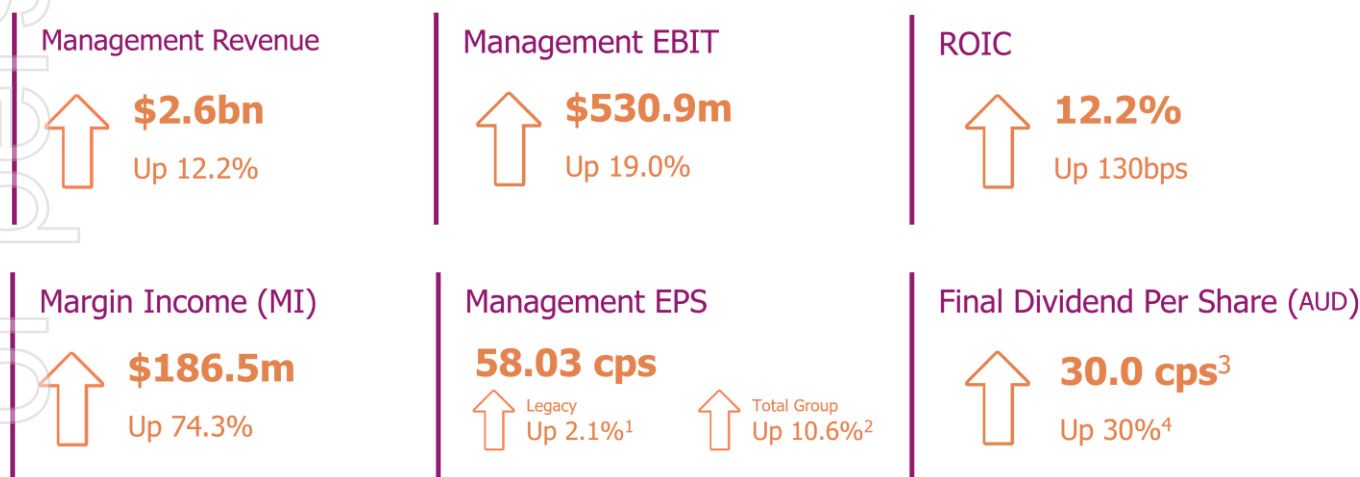 Management Revenue
$2.6bn
Up 12.2%
Management EBIT
$530.9m
Up 19.0%
ROIC
12.2%
Up 130bps
Margin Income (MI)
$186.5m
Up 74.3%
Management EPS
58.03 cps
Legacy
Up 2.1%¹
Total Group
Up 10.6%²
Final Dividend Per Share (AUD)
30.0 cps³
Up 30%⁴